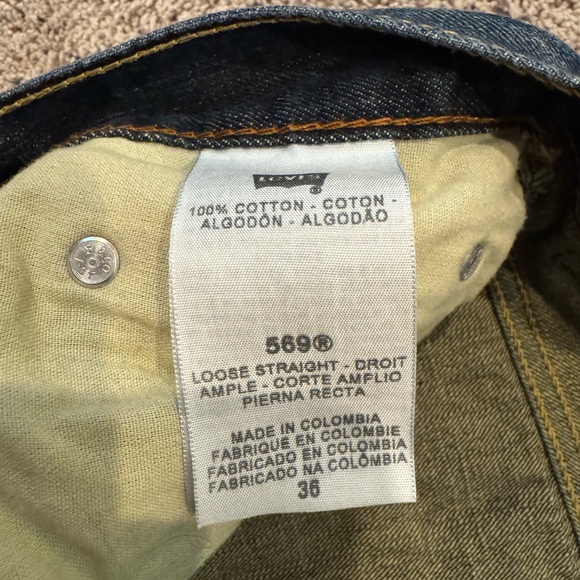 LEVI'S
®
100% COTTON - COTON -
ALGODÓN - ALGODÃO
569®
LOOSE STRAIGHT - DROIT
AMPLE - CORTE AMPLIO
PIERNA RECTA
MADE IN COLOMBIA
FABRIQUE EN COLOMBIE
FABRICADO EN COLOMBIA
FABRICADO NA COLÔMBIA
36